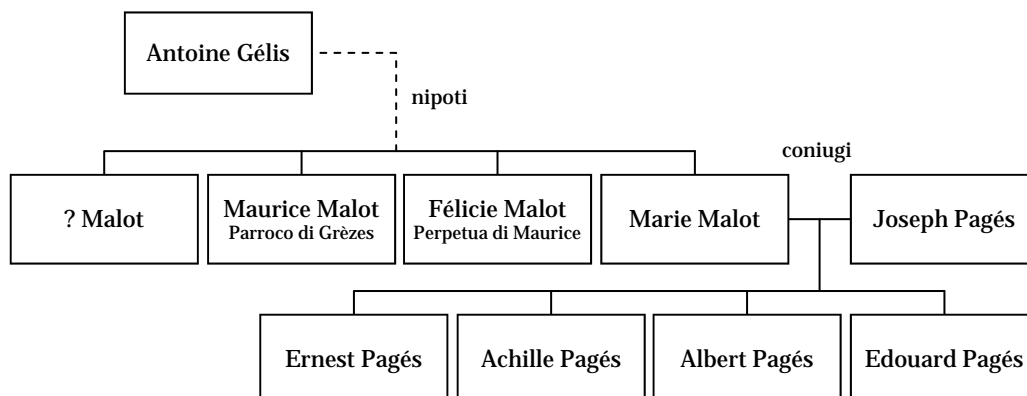 Antoine Gélis
nipoti
coniugi
? Malot
Maurice Malot
Parroco di Grèzes
Félicie Malot
Perpetua di Maurice
Marie Malot
Joseph Pagés
Ernest Pagés
Achille Pagés
Albert Pagés
Edouard Pagés